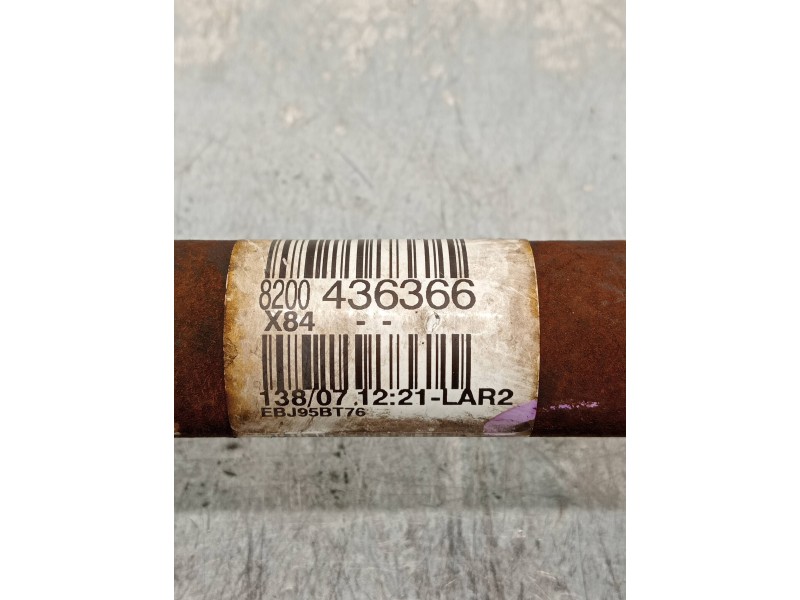 8200 436366
X84 - -
138/07 12:21-LAR2
EBJ95BT76